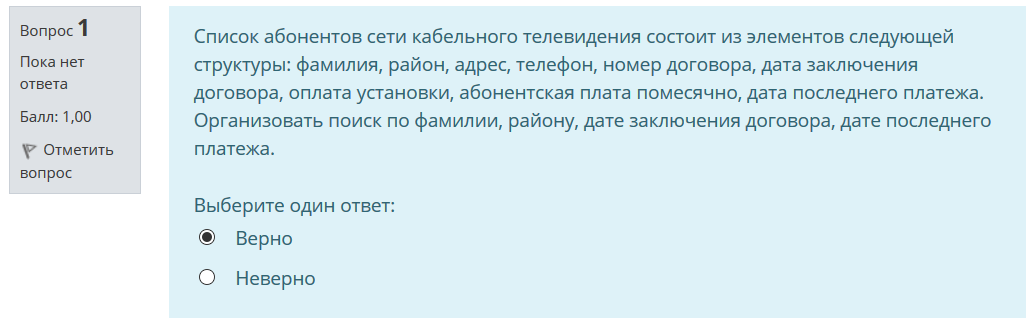 Вопрос 1
Пока нет
ответа
Балл: 1,00
Отметить
вопрос
Список абонентов сети кабельного телевидения состоит из элементов следующей
структуры: фамилия, район, адрес, телефон, номер договора, дата заключения
договора, оплата установки, абонентская плата помесячно, дата последнего платежа.
Организовать поиск по фамилии, району, дате заключения договора, дате последнего
платежа.
Выберите один ответ:
Верно
Неверно